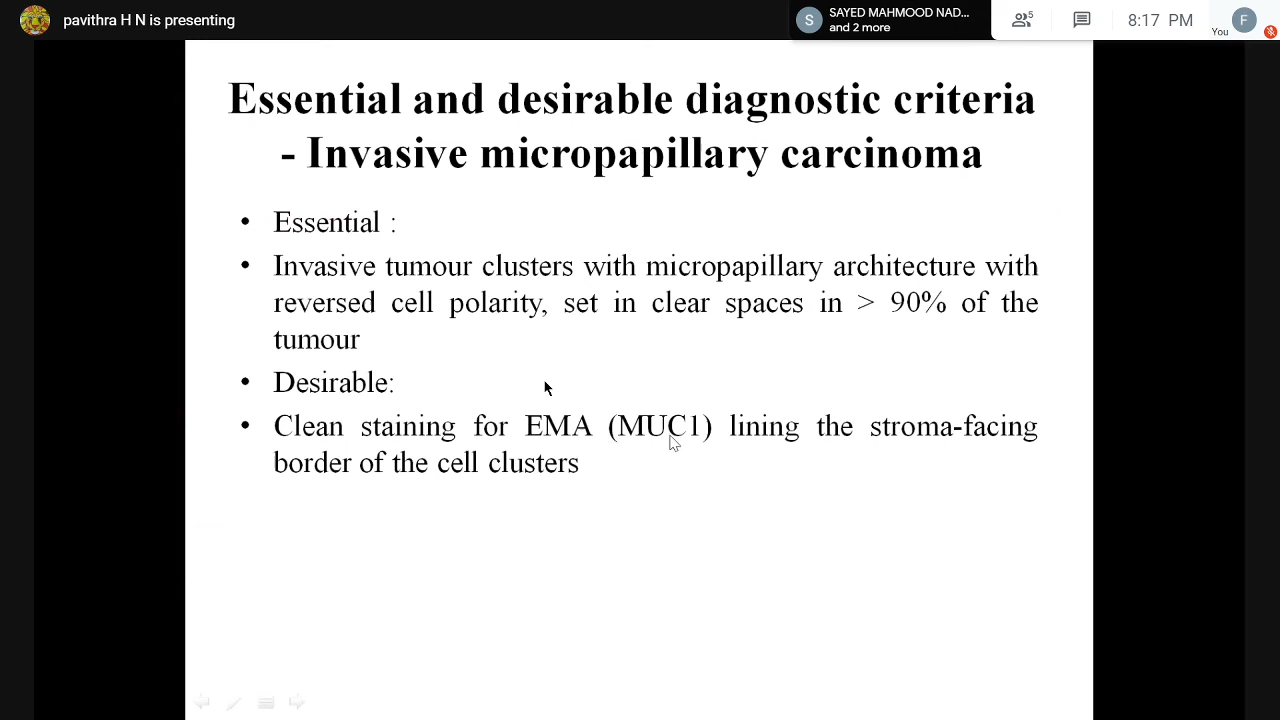 pavithra H N is presenting
S
SAYED MAHMOOD NAD...
and 2 more
5
8:17 PM
You
F
Essential and desirable diagnostic criteria
- Invasive micropapillary carcinoma
• Essential :
• Invasive tumour clusters with micropapillary architecture with
reversed cell polarity, set in clear spaces in > 90% of the
tumour
• Desirable:
• Clean staining for EMA (MUC1) lining the stroma-facing
border of the cell clusters